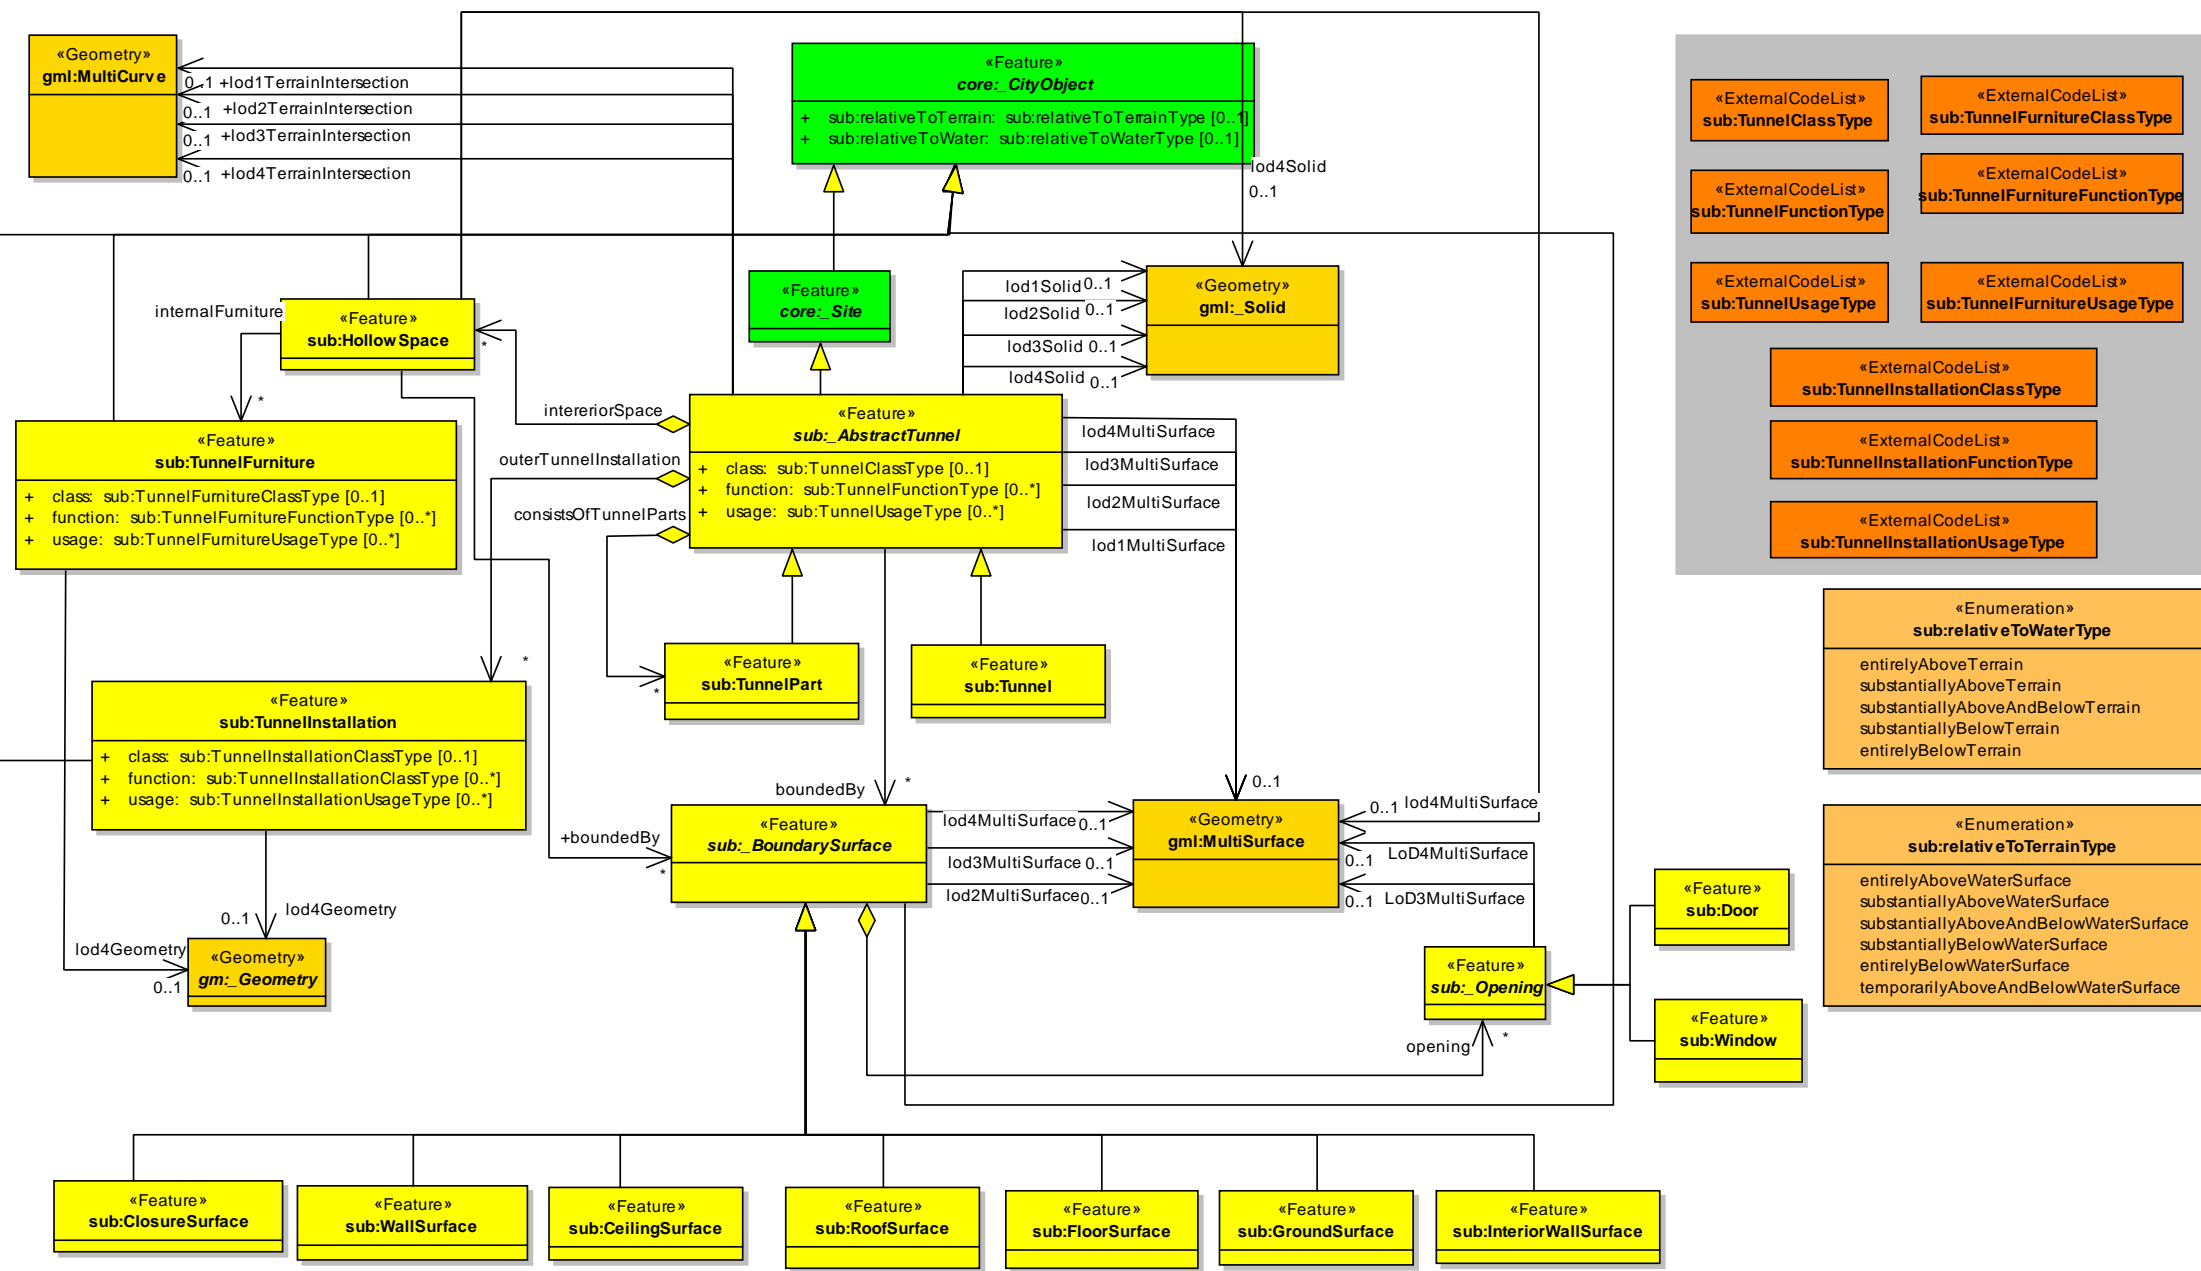 «Geometry»
gml:MultiCurve
0..1 +lod1TerrainIntersection
0..1 +lod2TerrainIntersection
0..1 +lod3TerrainIntersection
0..1 +lod4TerrainIntersection
«Feature»
core:_CityObject
+ sub:relativeToTerrain: sub:relativeToTerrainType [0..1]
+ sub:relativeToWater: sub:relativeToWaterType [0..1]
lod4Solid
0..1
«Feature»
core:_Site
«Geometry»
gml:_Solid
lod1Solid 0..1
lod2Solid 0..1
lod3Solid 0..1
lod4Solid 0..1
internalFurniture
*
«Feature»
sub:HollowSpace
*
intereriorSpace
outerTunnelInstallation
*
consistsOfTunnelParts
*
«Feature»
sub:_AbstractTunnel
+ class: sub:TunnelClassType [0..1]
+ function: sub:TunnelFunctionType [0..*]
+ usage: sub:TunnelUsageType [0..*]
lod4MultiSurface
lod3MultiSurface
lod2MultiSurface
lod1MultiSurface
0..1
«Feature»
sub:TunnelFurniture
+ class: sub:TunnelFurnitureClassType [0..1]
+ function: sub:TunnelFurnitureFunctionType [0..*]
+ usage: sub:TunnelFurnitureUsageType [0..*]
«Feature»
sub:TunnelPart
«Feature»
sub:Tunnel
«Feature»
sub:TunnelInstallation
+ class: sub:TunnelInstallationClassType [0..1]
+ function: sub:TunnelInstallationClassType [0..*]
+ usage: sub:TunnelInstallationUsageType [0..*]
lod4Geometry
0..1
lod4Geometry
0..1
«Geometry»
gm:_Geometry
boundedBy
*
+boundedBy
*
«Feature»
sub:_BoundarySurface
lod4MultiSurface 0..1
lod3MultiSurface 0..1
lod2MultiSurface 0..1
«Geometry»
gml:MultiSurface
0..1 lod4MultiSurface
0..1 LoD4MultiSurface
0..1 LoD3MultiSurface
«Feature»
sub:_Opening
opening
*
«Feature»
sub:Door
«Feature»
sub:Window
«Feature»
sub:ClosureSurface
«Feature»
sub:WallSurface
«Feature»
sub:CeilingSurface
«Feature»
sub:RoofSurface
«Feature»
sub:FloorSurface
«Feature»
sub:GroundSurface
«Feature»
sub:InteriorWallSurface
«ExternalCodeList»
sub:TunnelClassType
«ExternalCodeList»
sub:TunnelFurnitureClassType
«ExternalCodeList»
sub:TunnelFunctionType
«ExternalCodeList»
sub:TunnelFurnitureFunctionType
«ExternalCodeList»
sub:TunnelUsageType
«ExternalCodeList»
sub:TunnelFurnitureUsageType
«ExternalCodeList»
sub:TunnelInstallationClassType
«ExternalCodeList»
sub:TunnelInstallationFunctionType
«ExternalCodeList»
sub:TunnelInstallationUsageType
«Enumeration»
sub:relativeToWaterType
entirelyAboveTerrain
substantiallyAboveTerrain
substantiallyAboveAndBelowTerrain
substantiallyBelowTerrain
entirelyBelowTerrain
«Enumeration»
sub:relativeToTerrainType
entirelyAboveWaterSurface
substantiallyAboveWaterSurface
substantiallyAboveAndBelowWaterSurface
substantiallyBelowWaterSurface
entirelyBelowWaterSurface
temporarilyAboveAndBelowWaterSurface